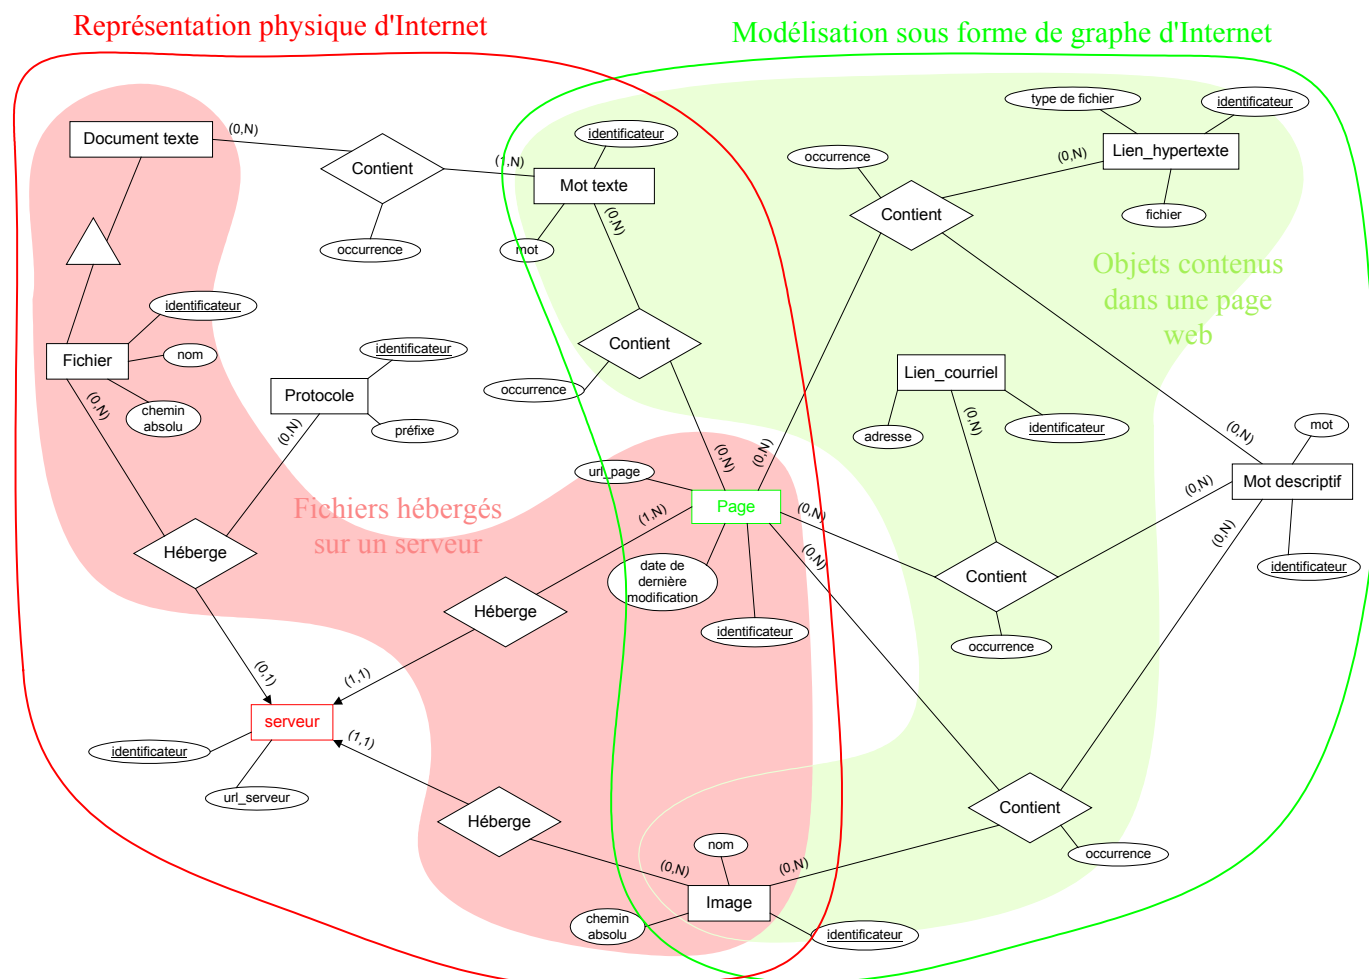 Représentation physique d'Internet
Modélisation sous forme de graphe d'Internet
type de fichier
identificateur
Document texte
(0,N)
identificateur
Lien_hypertexte
(0,N)
occurrence
Contient
(1,N)
Mot texte
(0,N)
Contient
fichier
mot
occurrence
Objets contenus
dans une page
web
identificateur
nom
Fichier
Contient
identificateur
Protocole
Lien_courriel
occurrence
chemin
absolu
(0,N)
(0,N)
préfixe
(0,N)
adresse
identificateur
(0,N)
mot
url_page
(0,N)
(0,N)
Mot descriptif
(0,N)
Page
(0,N)
(1,N)
(0,N)
(0,N)
Fichiers hébergés
sur un serveur
Héberge
date de
dernière
modification
identificateur
Contient
Héberge
identificateur
occurrence
(0,1)
(1,1)
serveur
identificateur
(1,1)
url_serveur
Héberge
Contient
nom
occurrence
(0,N)
(0,N)
Image
chemin
absolu
identificateur